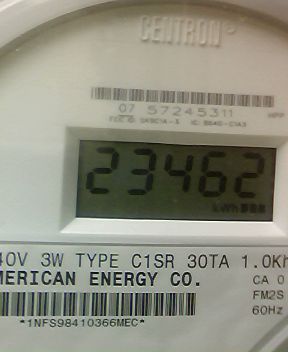 CENTRON
07 57245311
23462
kWh
40V 3W TYPE C1SR 30TA 1.0Kh
MERICAN ENERGY CO.
CA 0
FM2S
60Hz
*1NFS98410366MEC*